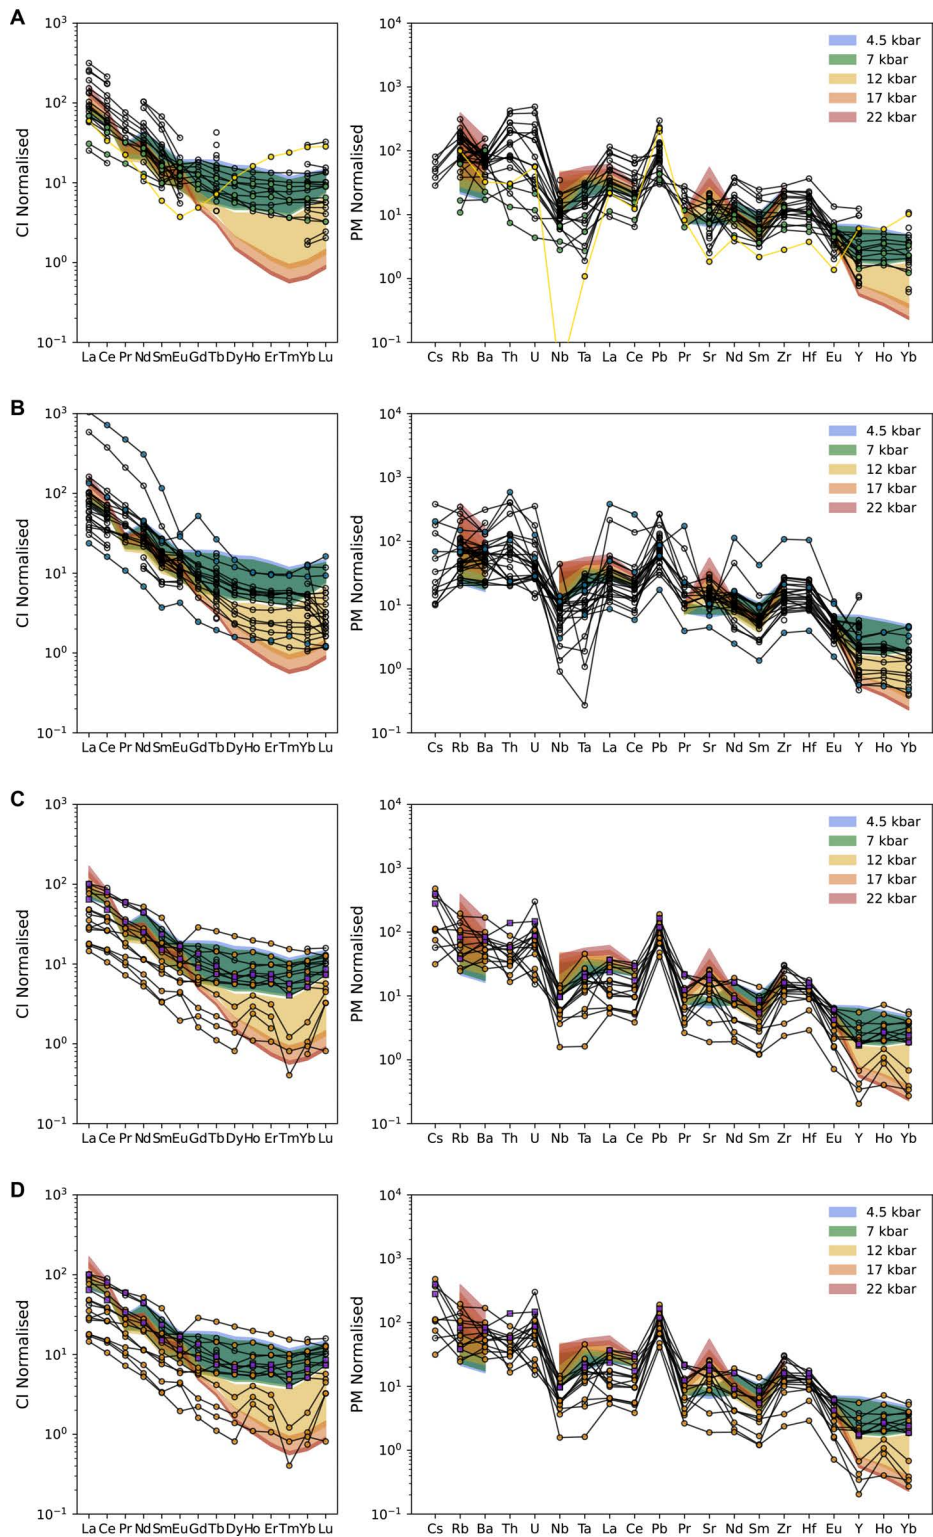 A
CI Normalised
10³
10²
10¹
10⁰
10⁻¹
La Ce Pr Nd Sm Eu Gd Tb Dy Ho Er Tm Yb Lu
PM Normalised
10⁴
10³
10²
10¹
10⁰
10⁻¹
Cs Rb Ba Th U Nb Ta La Ce Pb Pr Sr Nd Sm Zr Hf Eu Y Ho Yb
4.5 kbar
7 kbar
12 kbar
17 kbar
22 kbar
B
CI Normalised
10³
10²
10¹
10⁰
10⁻¹
La Ce Pr Nd Sm Eu Gd Tb Dy Ho Er Tm Yb Lu
PM Normalised
10⁴
10³
10²
10¹
10⁰
10⁻¹
Cs Rb Ba Th U Nb Ta La Ce Pb Pr Sr Nd Sm Zr Hf Eu Y Ho Yb
4.5 kbar
7 kbar
12 kbar
17 kbar
22 kbar
C
CI Normalised
10³
10²
10¹
10⁰
10⁻¹
La Ce Pr Nd Sm Eu Gd Tb Dy Ho Er Tm Yb Lu
PM Normalised
10⁴
10³
10²
10¹
10⁰
10⁻¹
Cs Rb Ba Th U Nb Ta La Ce Pb Pr Sr Nd Sm Zr Hf Eu Y Ho Yb
4.5 kbar
7 kbar
12 kbar
17 kbar
22 kbar
D
CI Normalised
10³
10²
10¹
10⁰
10⁻¹
La Ce Pr Nd Sm Eu Gd Tb Dy Ho Er Tm Yb Lu
PM Normalised
10⁴
10³
10²
10¹
10⁰
10⁻¹
Cs Rb Ba Th U Nb Ta La Ce Pb Pr Sr Nd Sm Zr Hf Eu Y Ho Yb
4.5 kbar
7 kbar
12 kbar
17 kbar
22 kbar